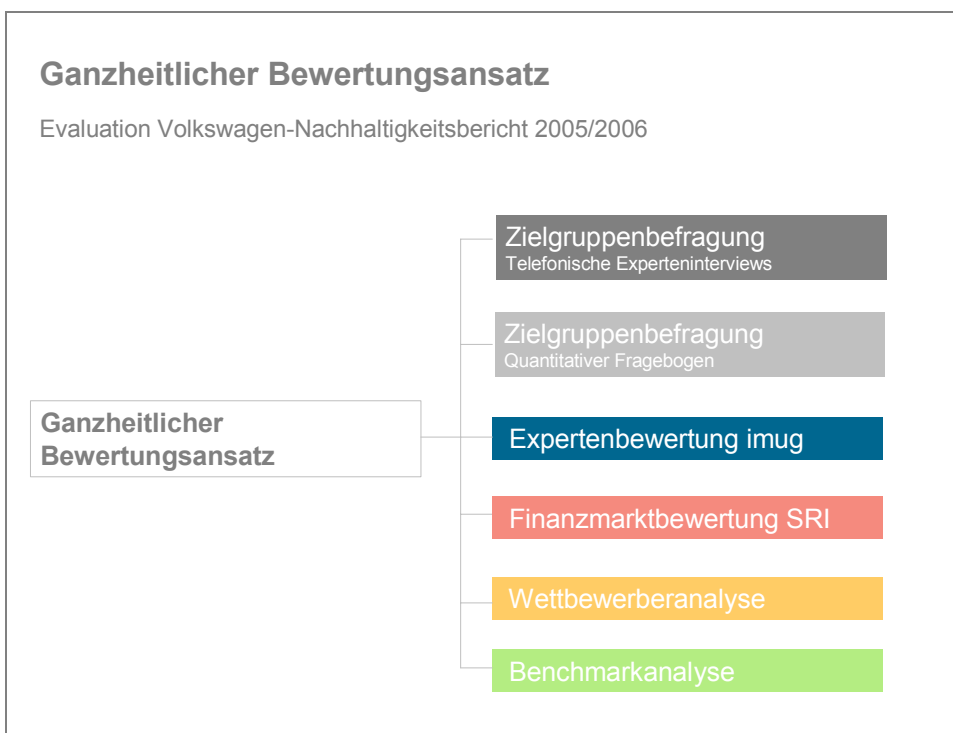 Ganzheitlicher Bewertungsansatz
Evaluation Volkswagen-Nachhaltigkeitsbericht 2005/2006
Zielgruppenbefragung
Telefonische Experteninterviews
Zielgruppenbefragung
Quantitativer Fragebogen
Ganzheitlicher
Bewertungsansatz
Expertenbewertung imug
Finanzmarktbewertung SRI
Wettbewerberanalyse
Benchmarkanalyse